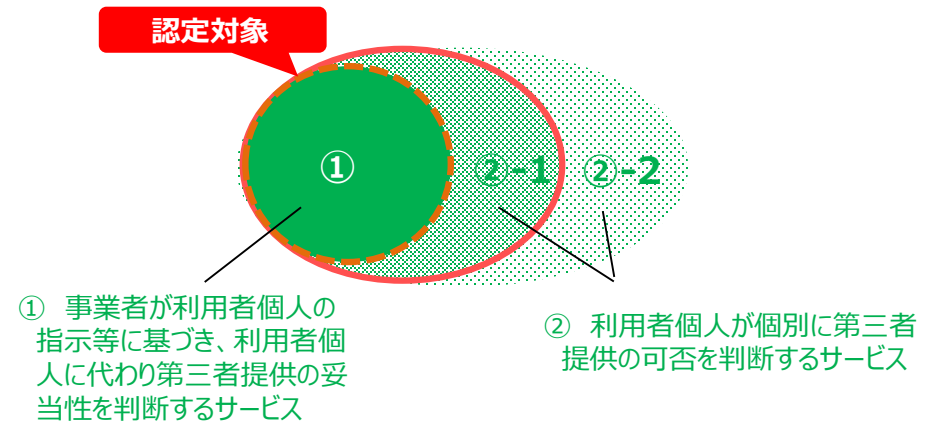 認定対象
①
②-1
②-2
① 事業者が利用者個人の
指示等に基づき、利用者個
人に代わり第三者提供の妥
当性を判断するサービス
② 利用者個人が個別に第三者
提供の可否を判断するサービス